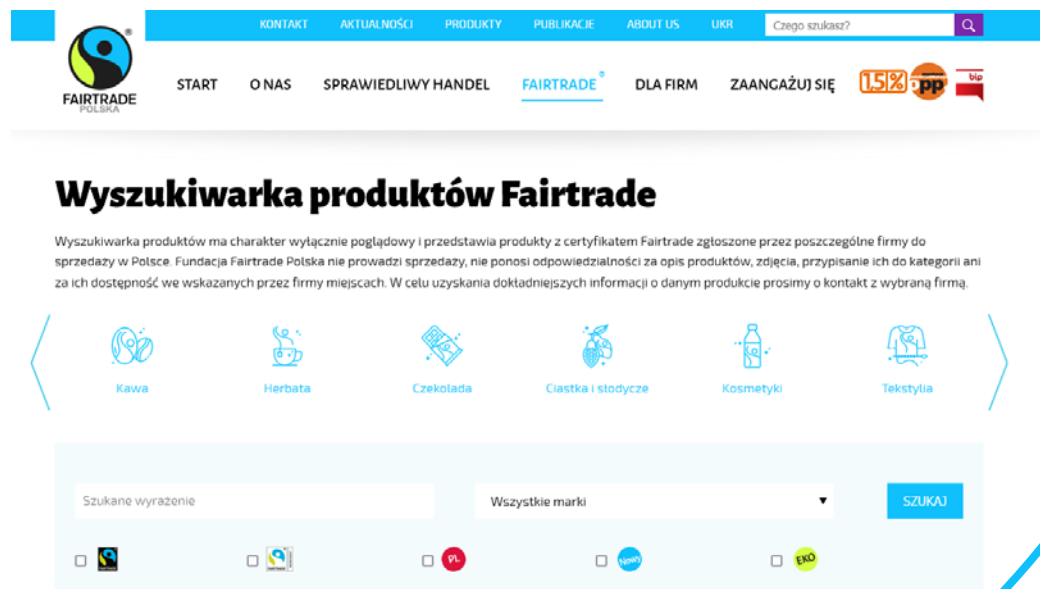 KONTAKT AKTUALNOŚCI PRODUKTY PUBLIKACJE ABOUT US UKR Czego szukasz?
FAIRTRADE
POLSKA
START O NAS SPRAWIEDLIWY HANDEL FAIRTRADE® DLA FIRM ZAANGAŻUJ SIĘ 1,5% opp bip
Wyszukiwarka produktów Fairtrade
Wyszukiwarka produktów ma charakter wyłącznie poglądowy i przedstawia produkty z certyfikatem Fairtrade zgłoszone przez poszczególne firmy do
sprzedaży w Polsce. Fundacja Fairtrade Polska nie prowadzi sprzedaży, nie ponosi odpowiedzialności za opis produktów, zdjęcia, przypisanie ich do kategorii ani
za ich dostępność we wskazanych przez firmy miejscach. W celu uzyskania dokładniejszych informacji o danym produkcie prosimy o kontakt z wybraną firmą.
Kawa Herbata Czekolada Ciastka i słodycze Kosmetyki Tekstylia
Szukane wyrażenie Wszystkie marki SZUKAJ
PL Nowy EKO